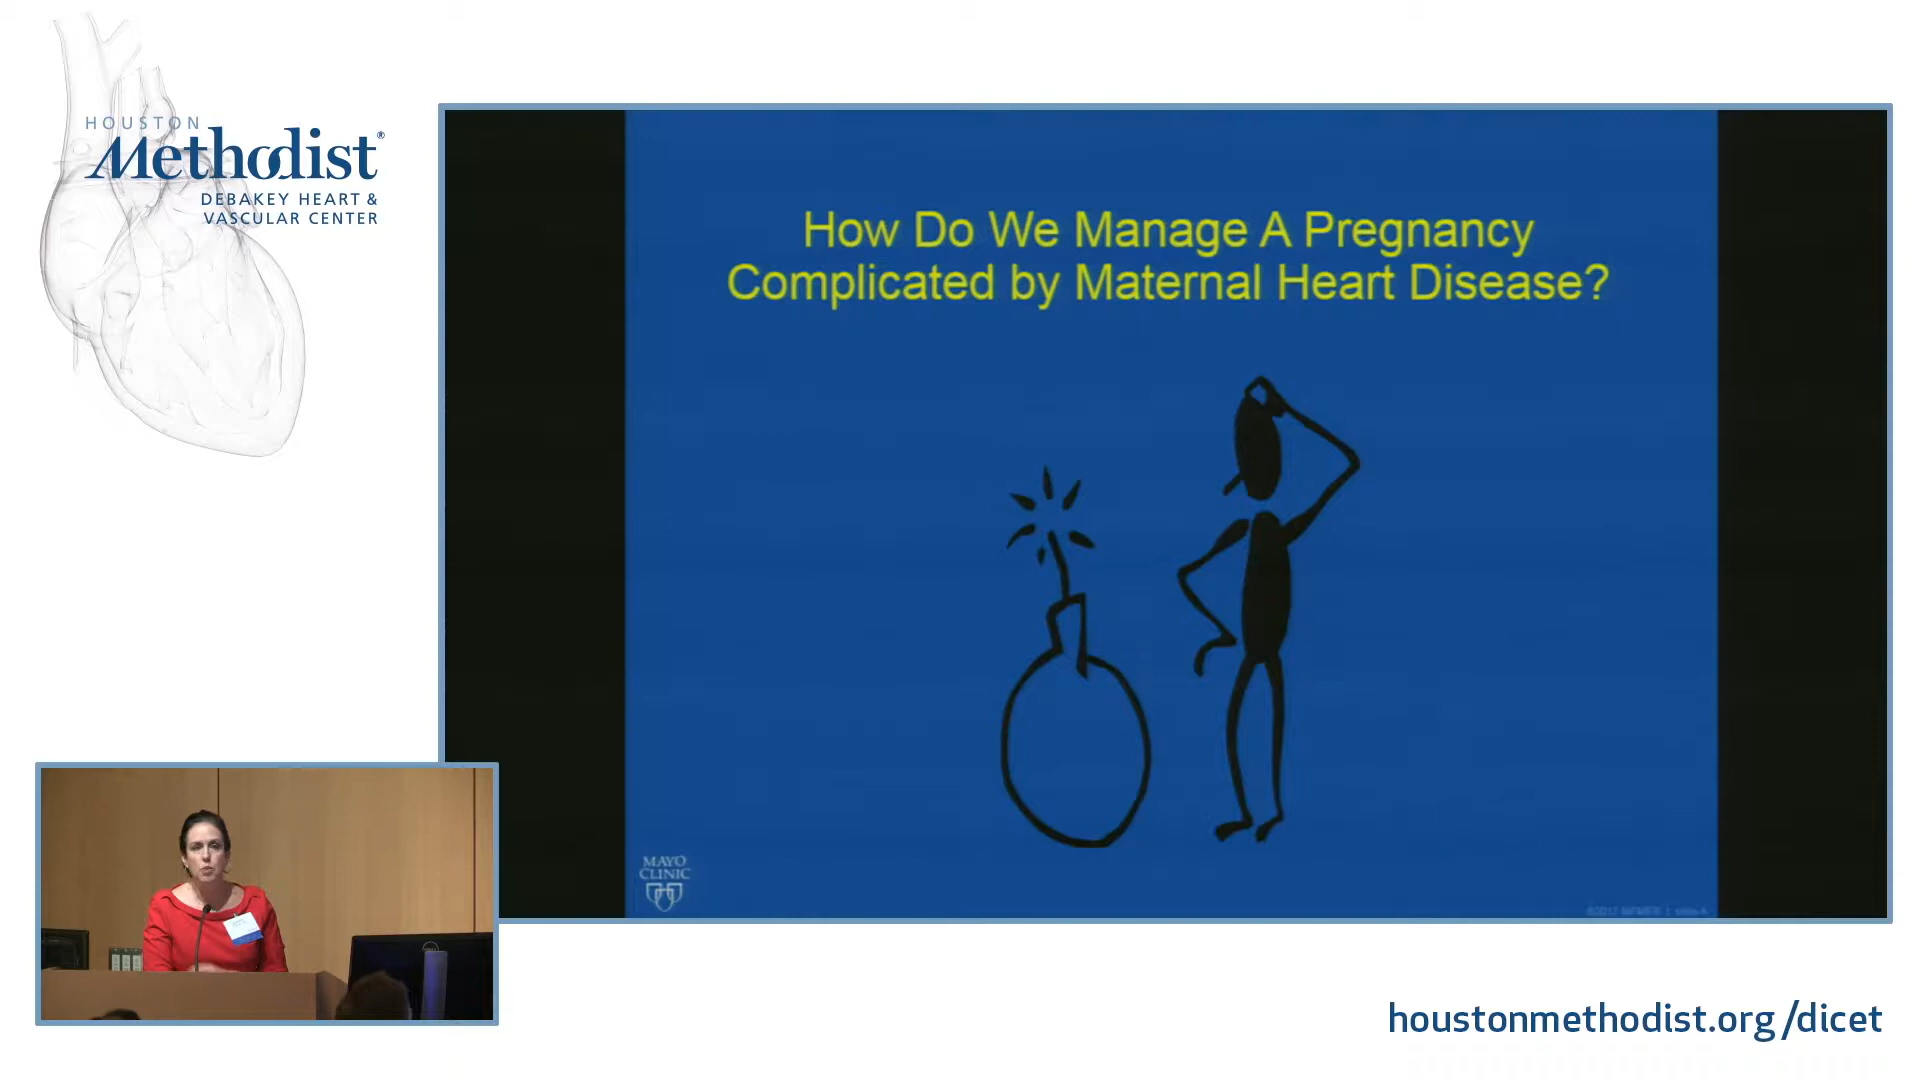 HOUSTON
Methodist®
DEBAKEY HEART &
VASCULAR CENTER
How Do We Manage A Pregnancy
Complicated by Maternal Heart Disease?
MAYO
CLINIC
houstonmethodist.org/dicet